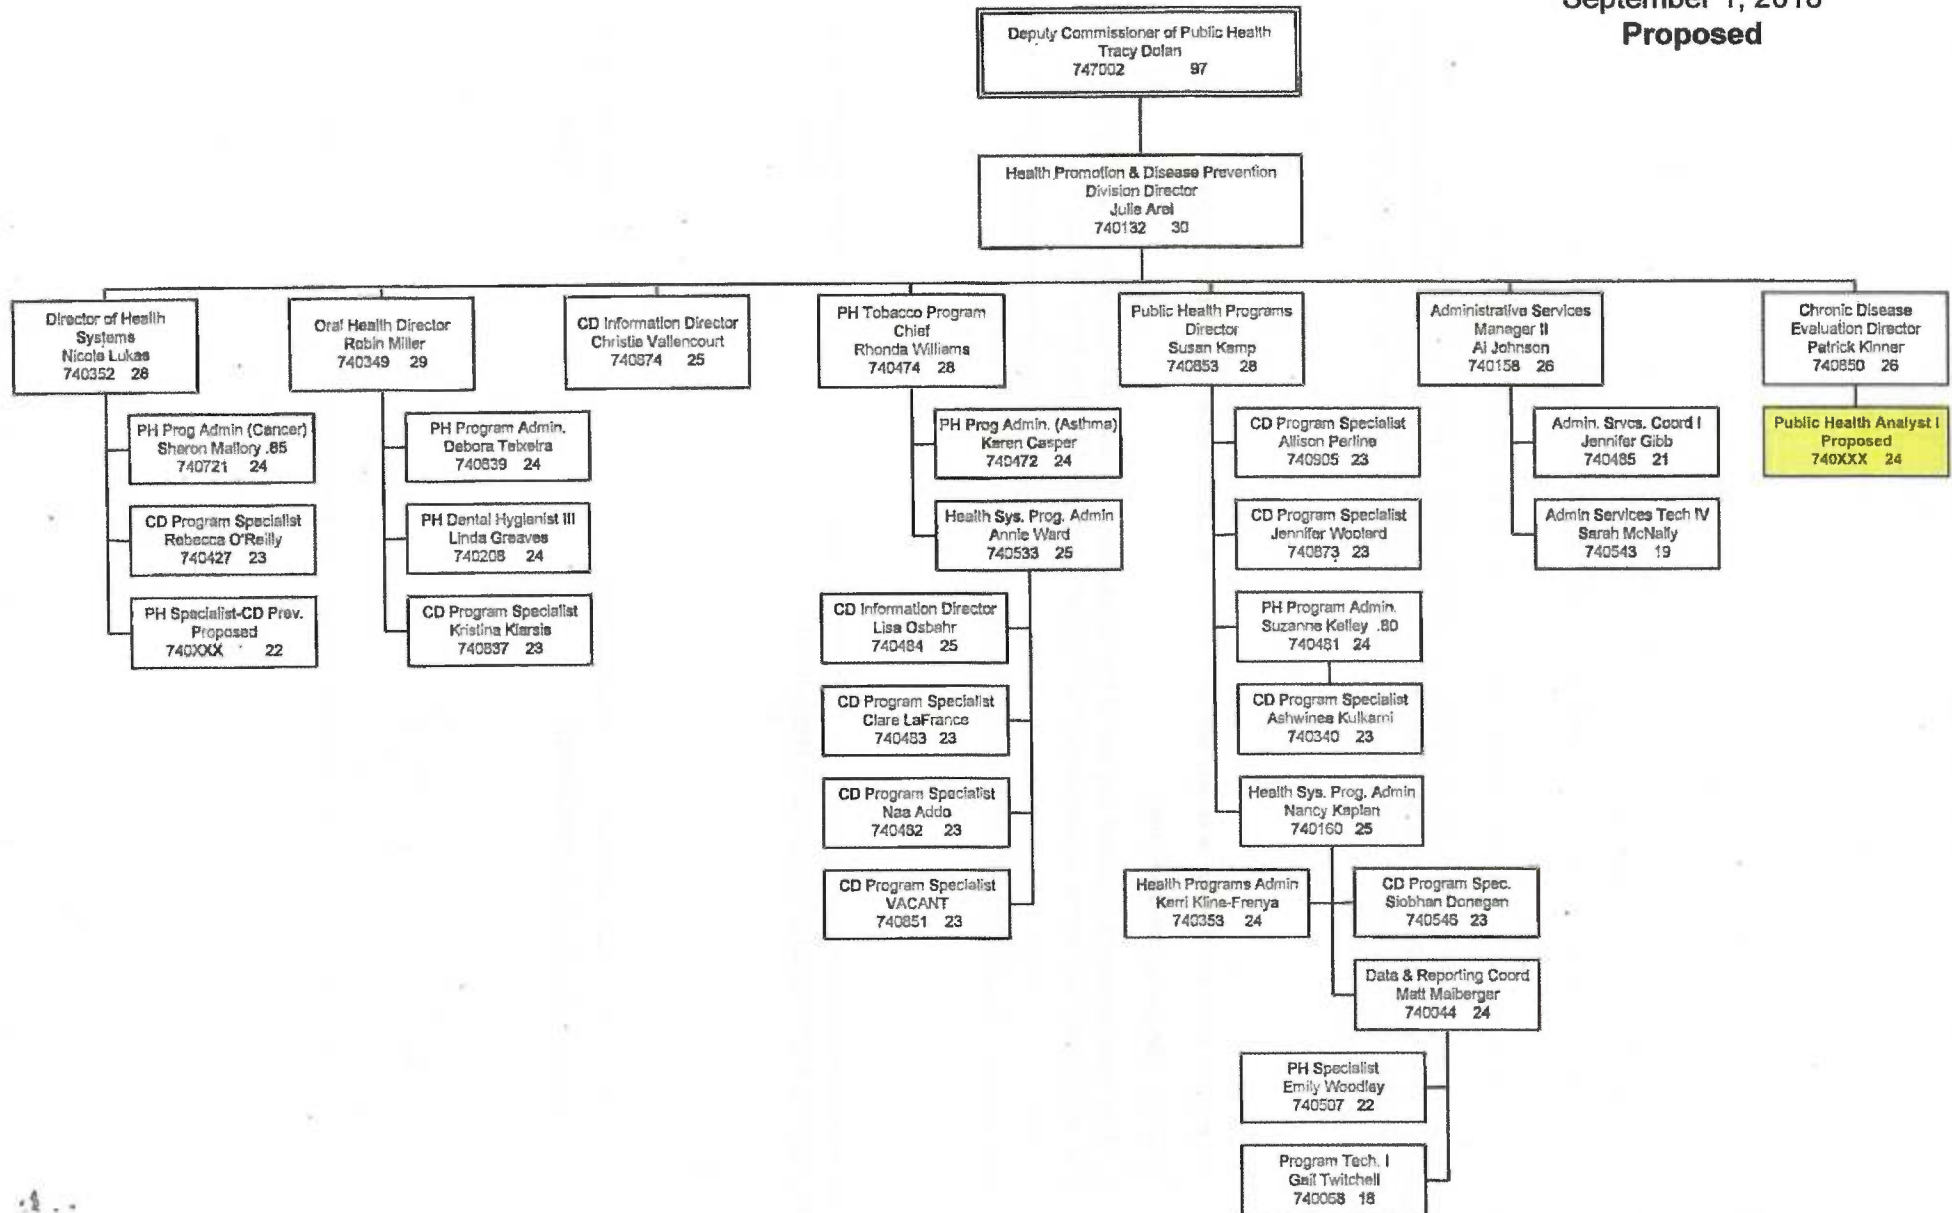 September 1, 2018
Proposed
Deputy Commissioner of Public Health
Tracy Dolan
747002 97
Health Promotion & Disease Prevention
Division Director
Julie Arel
740132 30
Director of Health
Systems
Nicole Lukas
740352 28
PH Prog Admin (Cancer)
Sharon Mallory .85
740721 24
CD Program Specialist
Rebecca O'Reilly
740427 23
PH Specialist-CD Prev.
Proposed
740XXX 22
Oral Health Director
Robin Miller
740349 29
PH Program Admin.
Debora Teixeira
740839 24
PH Dental Hygienist III
Linda Greaves
740208 24
CD Program Specialist
Kristina Klarsis
740837 23
CD Information Director
Christie Vallencourt
740874 25
PH Tobacco Program
Chief
Rhonda Williams
740474 28
PH Prog Admin. (Asthma)
Karen Casper
740472 24
Health Sys. Prog. Admin
Annie Ward
740533 25
CD Information Director
Lisa Osbahr
740484 25
CD Program Specialist
Clare LaFrance
740483 23
CD Program Specialist
Naa Addo
740482 23
CD Program Specialist
VACANT
740851 23
Public Health Programs
Director
Susan Kamp
740853 28
CD Program Specialist
Allison Perline
740905 23
CD Program Specialist
Jennifer Woolard
740873 23
PH Program Admin.
Suzanne Kelley .80
740481 24
CD Program Specialist
Ashwinee Kulkarni
740340 23
Health Sys. Prog. Admin
Nancy Kaplan
740160 25
Health Programs Admin
Kerri Kline-Frenya
740353 24
CD Program Spec.
Siobhan Donegan
740546 23
Data & Reporting Coord
Matt Maiberger
740044 24
PH Specialist
Emily Woodley
740507 22
Program Tech. I
Gail Twitchell
740068 18
Administrative Services
Manager II
Al Johnson
740158 26
Admin. Srvcs. Coord I
Jennifer Gibb
740485 21
Admin Services Tech IV
Sarah McNally
740543 19
Chronic Disease
Evaluation Director
Patrick Kinner
740850 26
Public Health Analyst I
Proposed
740XXX 24